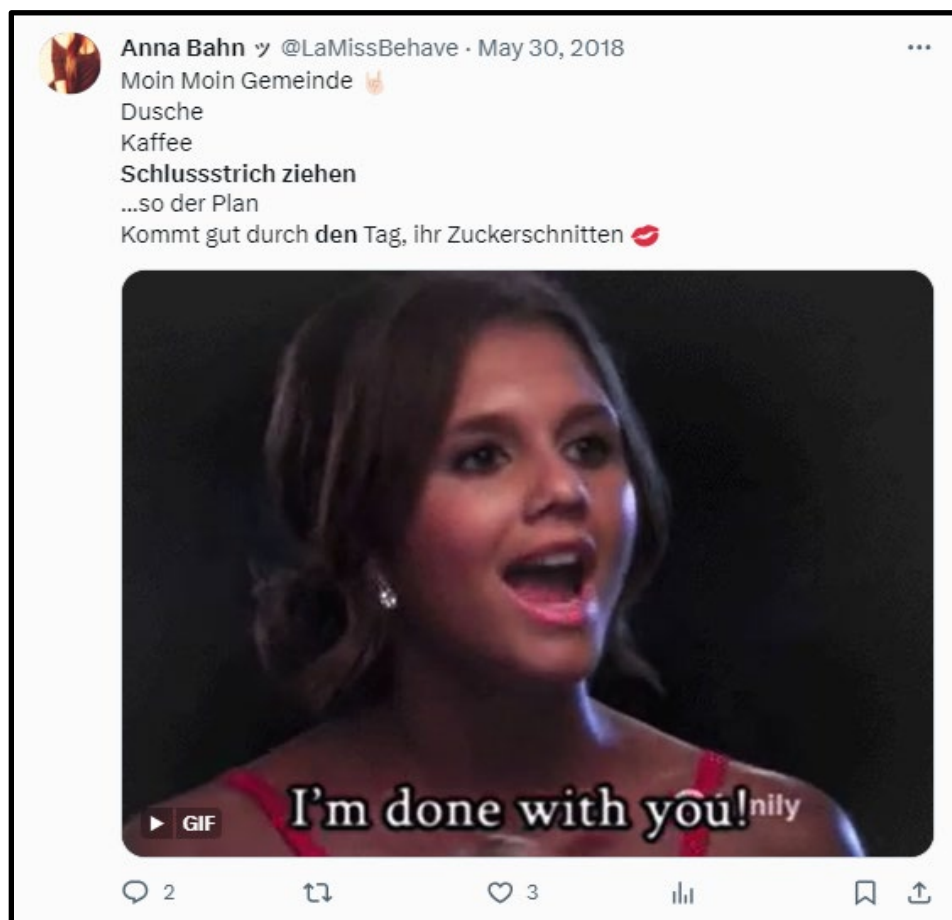 Anna Bahn ツ @LaMissBehave · May 30, 2018
Moin Moin Gemeinde 🤘🏻
Dusche
Kaffee
Schlussstrich ziehen
...so der Plan
Kommt gut durch den Tag, ihr Zuckerschnitten 💋
I'm done with you!
GIF
2
3